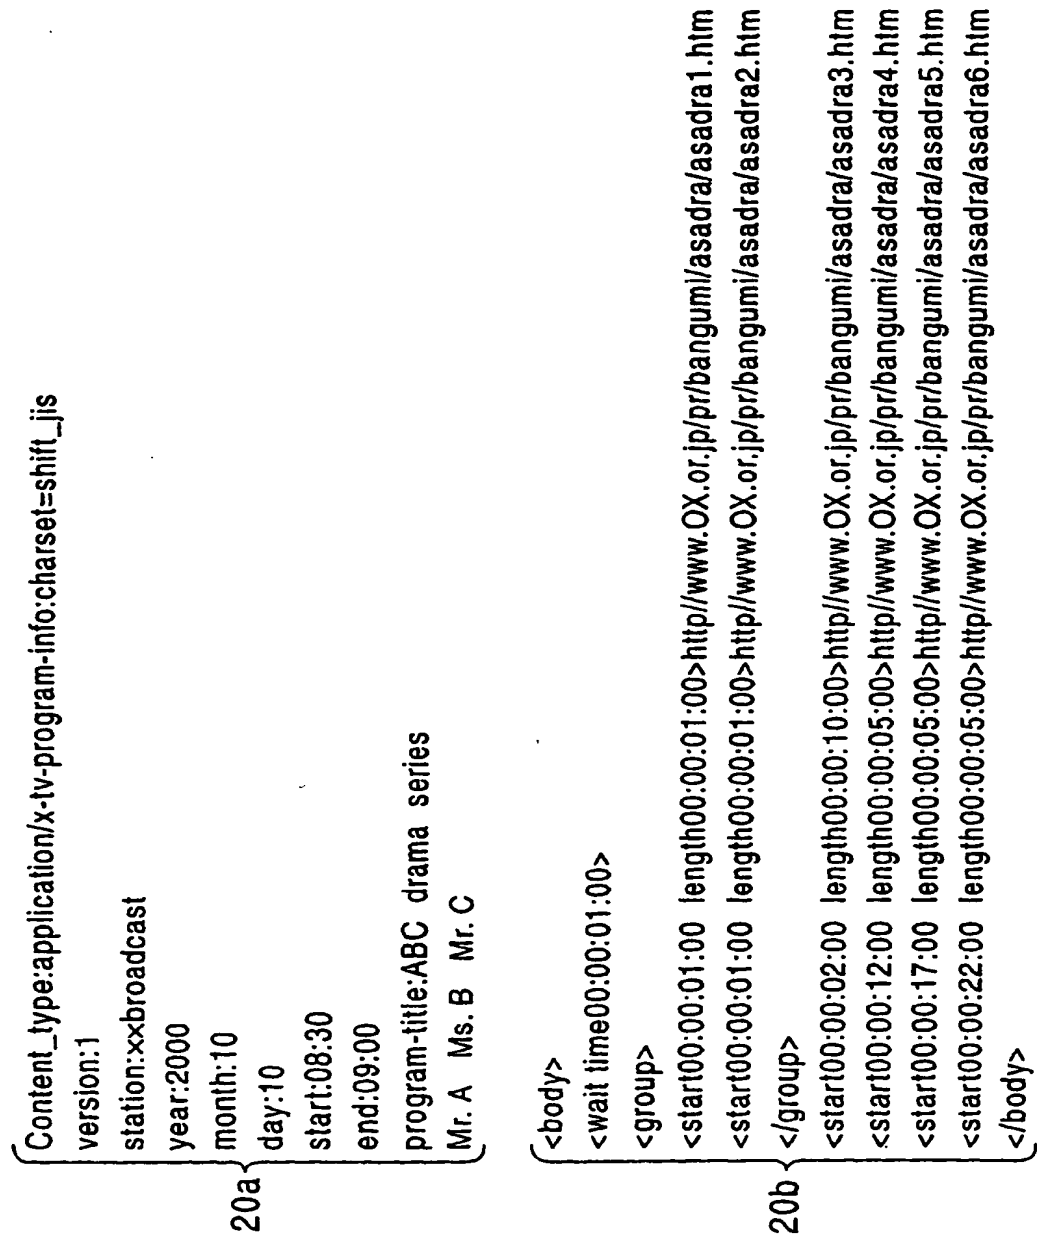 20a
Content_type:application/x-tv-program-info:charset=shift_jis
version:1
station:xxbroadcast
year:2000
month:10
day:10
start:08:30
end:09:00
program-title:ABC drama series
Mr. A Ms. B Mr. C
20b
<body>
<wait time00:00:01:00>
<group>
<start00:00:01:00 length00:00:01:00>http//www.OX.or.jp/pr/bangumi/asadra/asadra1.htm
<start00:00:01:00 length00:00:01:00>http//www.OX.or.jp/pr/bangumi/asadra/asadra2.htm
</group>
<start00:00:02:00 length00:00:10:00>http//www.OX.or.jp/pr/bangumi/asadra/asadra3.htm
<start00:00:12:00 length00:00:05:00>http//www.OX.or.jp/pr/bangumi/asadra/asadra4.htm
<start00:00:17:00 length00:00:05:00>http//www.OX.or.jp/pr/bangumi/asadra/asadra5.htm
<start00:00:22:00 length00:00:05:00>http//www.OX.or.jp/pr/bangumi/asadra/asadra6.htm
</body>